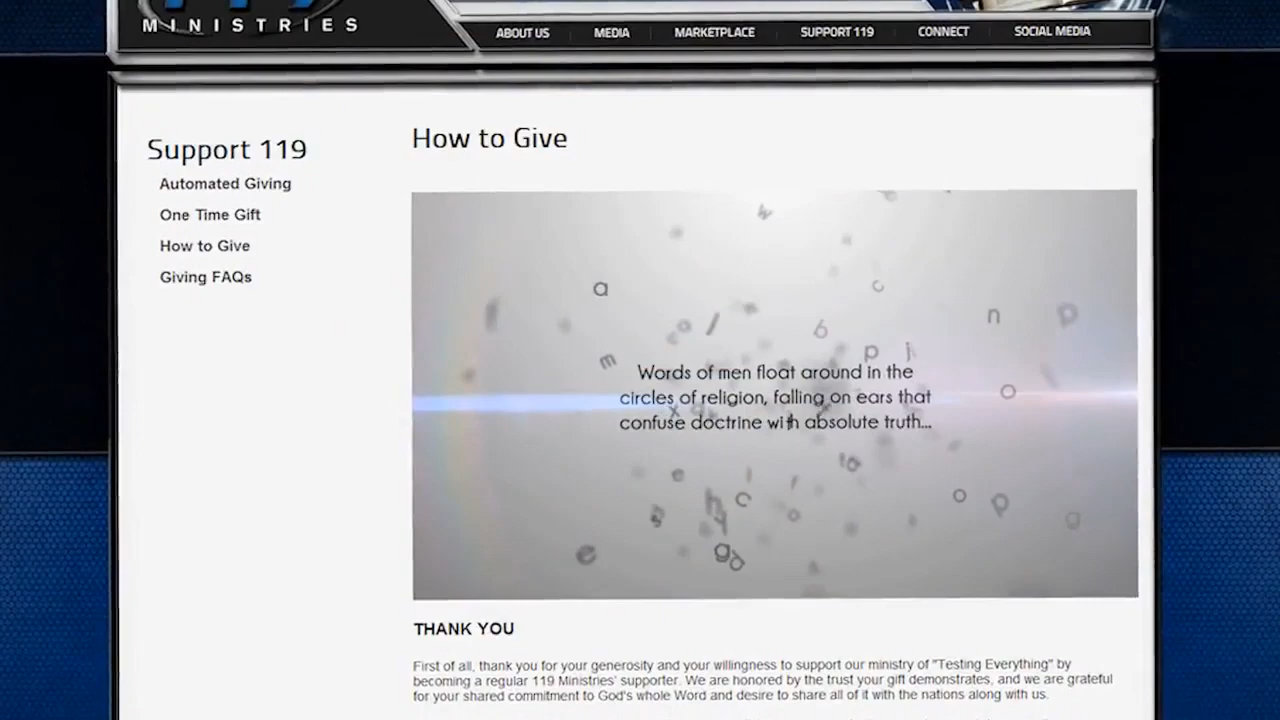 MINISTRIES
ABOUT US
MEDIA
MARKETPLACE
SUPPORT 119
CONNECT
SOCIAL MEDIA
Support 119
Automated Giving
One Time Gift
How to Give
Giving FAQs
How to Give
Words of men float around in the
circles of religion, falling on ears that
confuse doctrine with absolute truth...
THANK YOU
First of all, thank you for your generosity and your willingness to support our ministry of "Testing Everything" by
becoming a regular 119 Ministries' supporter. We are honored by the trust your gift demonstrates, and we are grateful
for your shared commitment to God's whole Word and desire to share all of it with the nations along with us.